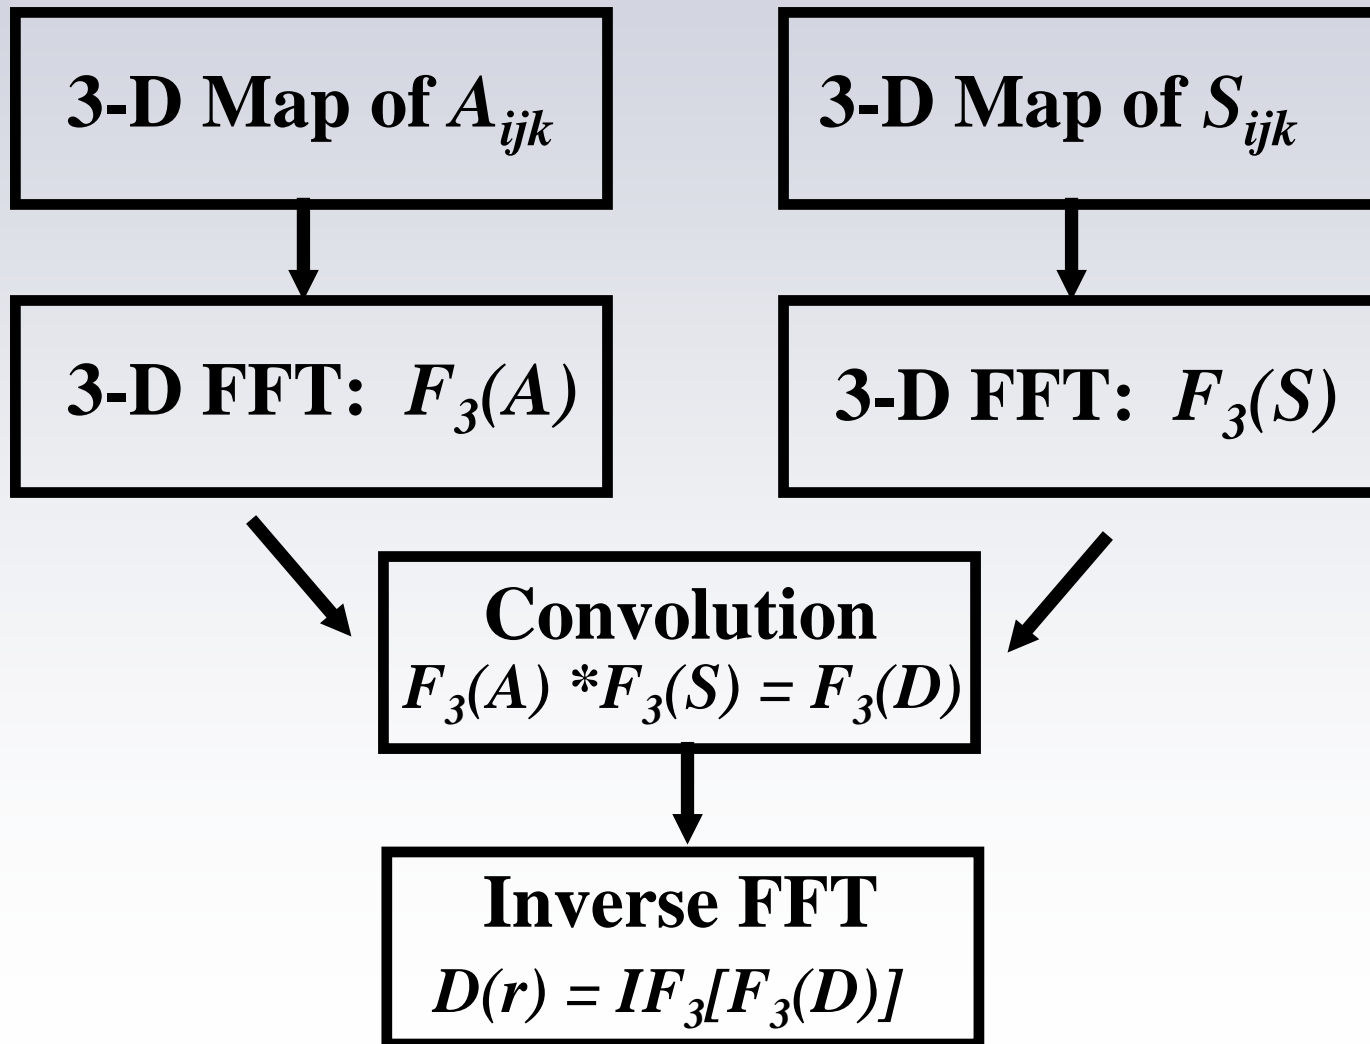 3-D Map of A_ijk
3-D Map of S_ijk
3-D FFT: F_3(A)
3-D FFT: F_3(S)
Convolution
F_3(A) *F_3(S) = F_3(D)
Inverse FFT
D(r) = IF_3[F_3(D)]